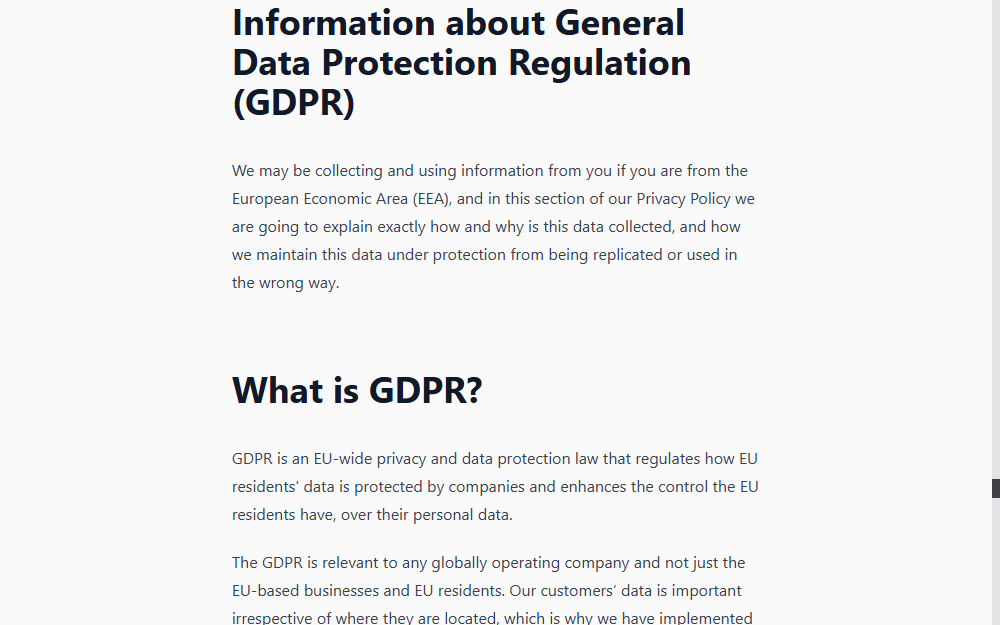 Information about General
Data Protection Regulation
(GDPR)
We may be collecting and using information from you if you are from the
European Economic Area (EEA), and in this section of our Privacy Policy we
are going to explain exactly how and why is this data collected, and how
we maintain this data under protection from being replicated or used in
the wrong way.
What is GDPR?
GDPR is an EU-wide privacy and data protection law that regulates how EU
residents' data is protected by companies and enhances the control the EU
residents have, over their personal data.
The GDPR is relevant to any globally operating company and not just the
EU-based businesses and EU residents. Our customers’ data is important
irrespective of where they are located, which is why we have implemented